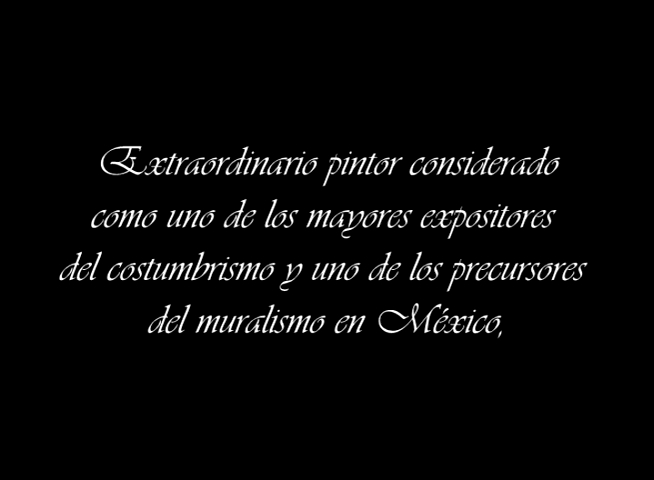 Extraordinario pintor considerado
como uno de los mayores expositores
del costumbrismo y uno de los precursores
del muralismo en México,